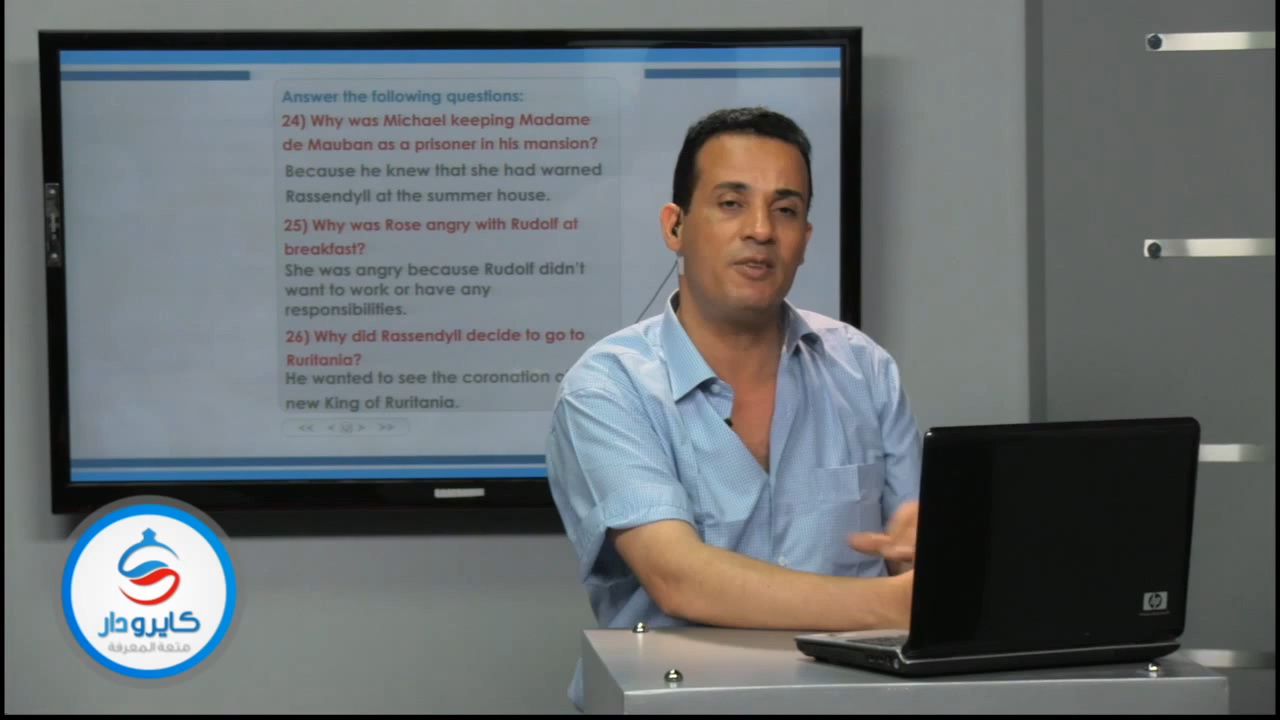 Answer the following questions:
24) Why was Michael keeping Madame
de Mauban as a prisoner in his mansion?
Because he knew that she had warned
Rassendyll at the summer house.
25) Why was Rose angry with Rudolf at
breakfast?
She was angry because Rudolf didn't
want to work or have any
responsibilities.
26) Why did Rassendyll decide to go to
Ruritania?
He wanted to see the coronation
new King of Ruritania.
<< < > >>
كايرو دار
متعة المعرفة
hp